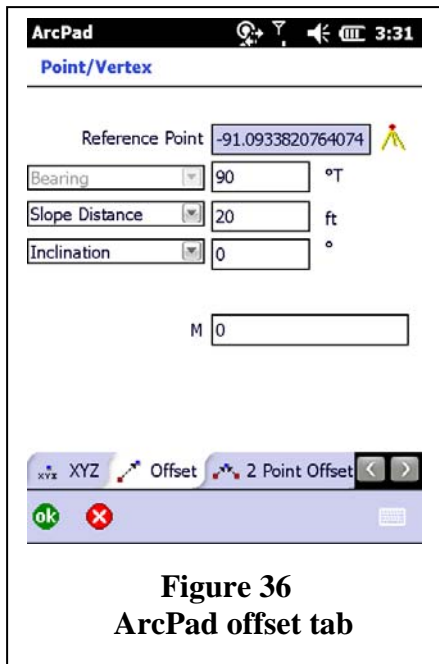 ArcPad 3:31
Point/Vertex
Reference Point -91.0933820764074
Bearing 90 °T
Slope Distance 20 ft
Inclination 0 °
M 0
XYZ XYZ Offset 2 Point Offset
ok
Figure 36
ArcPad offset tab